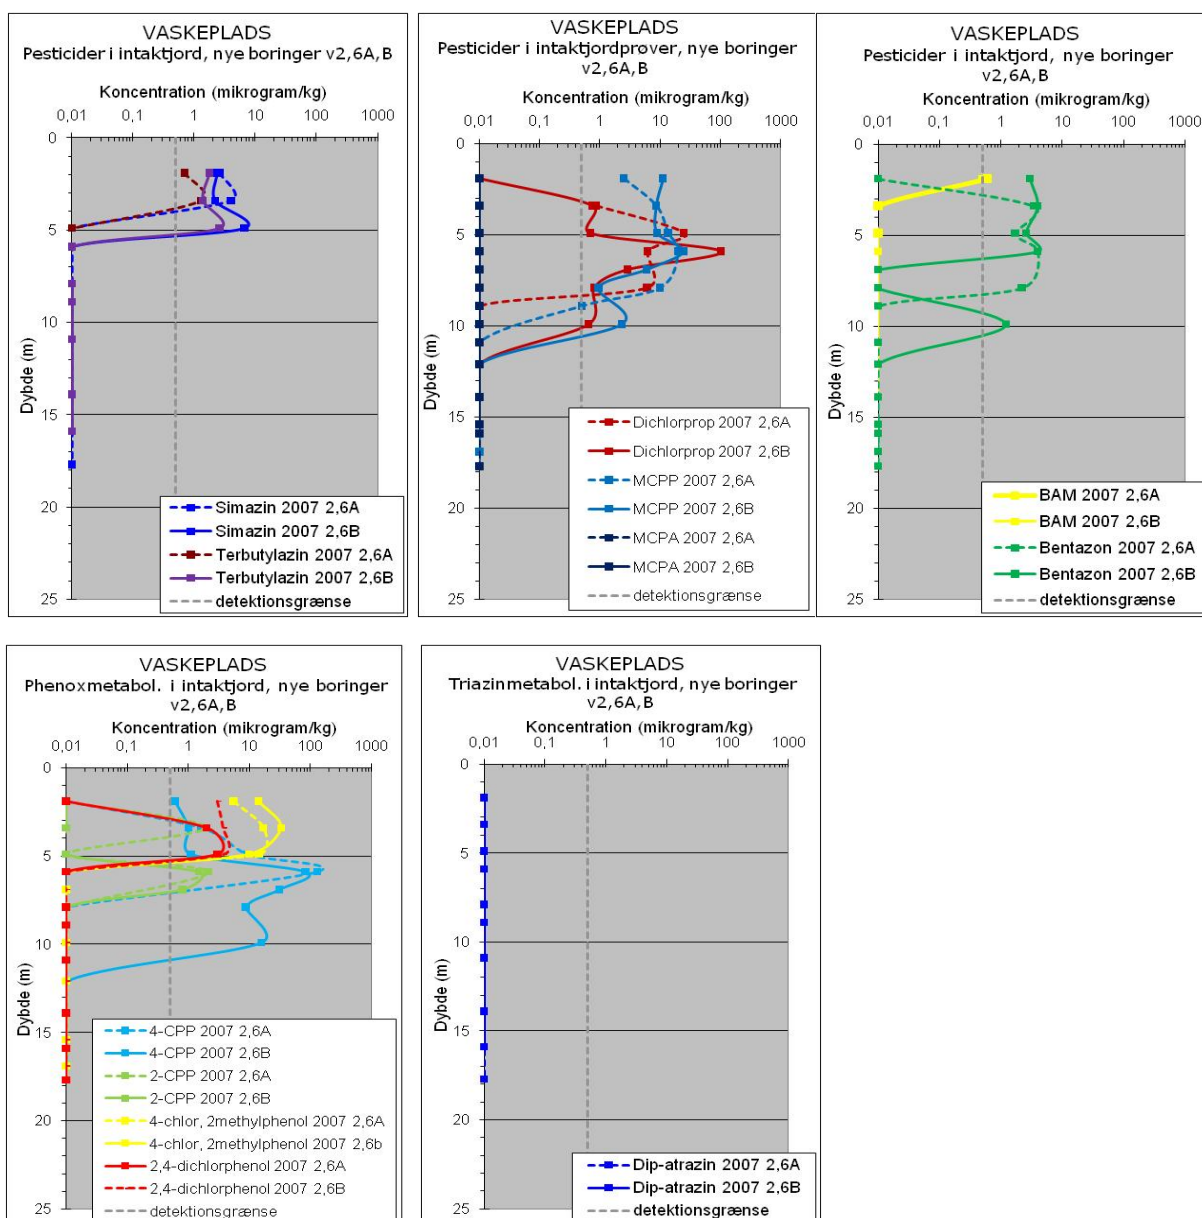 VASKEPLADS
Pesticider i intaktjord, nye boringer v2,6A,B
Koncentration (mikrogram/kg)
0,01 0,1 1 10 100 1000
0
5
10
15
20
25
Dybde (m)
Simazin 2007 2,6A
Simazin 2007 2,6B
Terbutylazin 2007 2,6A
Terbutylazin 2007 2,6B
detektionsgrænse
VASKEPLADS
Pesticider i intaktjordprøver, nye boringer
v2,6A,B
Koncentration (mikrogram/kg)
0,01 0,1 1 10 100 1000
0
5
10
15
20
25
Dybde (m)
Dichlorprop 2007 2,6A
Dichlorprop 2007 2,6B
MCPP 2007 2,6A
MCPP 2007 2,6B
MCPA 2007 2,6A
MCPA 2007 2,6B
detektionsgrænse
VASKEPLADS
Pesticider i intaktjord, nye boringer
v2,6A,B
Koncentration (mikrogram/kg)
0,01 0,1 1 10 100 1000
0
5
10
15
20
25
Dybde (m)
BAM 2007 2,6A
BAM 2007 2,6B
Bentazon 2007 2,6A
Bentazon 2007 2,6B
detektionsgrænse
VASKEPLADS
Phenoxmetabol. i intaktjord, nye boringer
v2,6A,B
Koncentration (mikrogram/kg)
0,01 0,1 1 10 100 1000
0
5
10
15
20
25
Dybde (m)
4-CPP 2007 2,6A
4-CPP 2007 2,6B
2-CPP 2007 2,6A
2-CPP 2007 2,6B
4-chlor, 2methylphenol 2007 2,6A
4-chlor, 2methylphenol 2007 2,6b
2,4-dichlorphenol 2007 2,6A
2,4-dichlorphenol 2007 2,6B
detektionsgrænse
VASKEPLADS
Triazinmetabol. i intaktjord, nye boringer
v2,6A,B
Koncentration (mikrogram/kg)
0,01 0,1 1 10 100 1000
0
5
10
15
20
25
Dybde (m)
Dip-atrazin 2007 2,6A
Dip-atrazin 2007 2,6B
detektionsgrænse